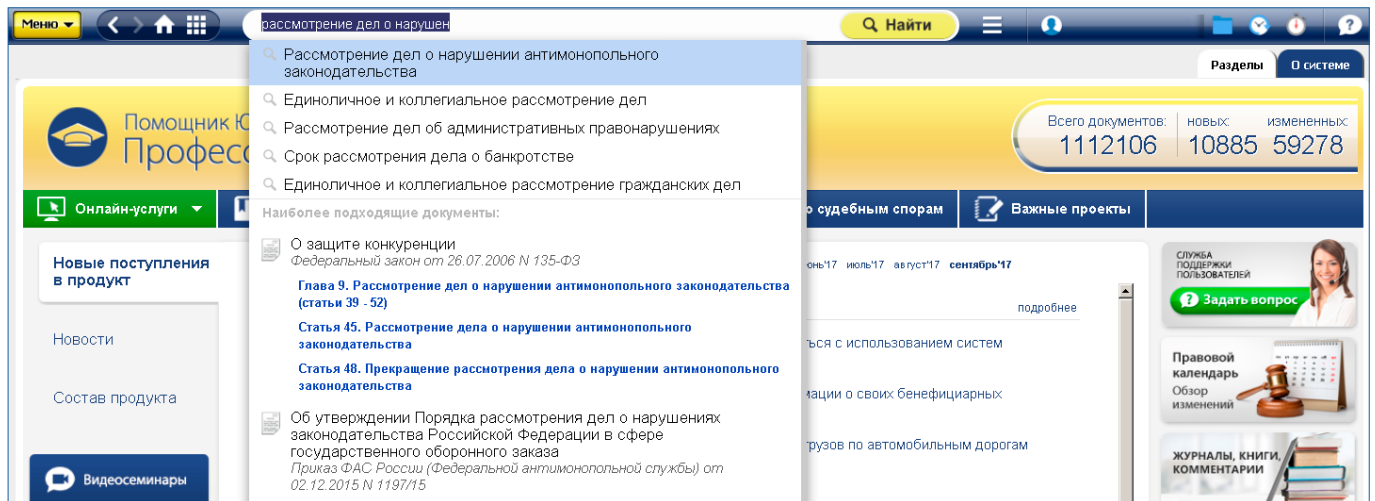 Меню
рассмотрение дел о нарушен
Найти
Рассмотрение дел о нарушении антимонопольного
законодательства
Единоличное и коллегиальное рассмотрение дел
Рассмотрение дел об административных правонарушениях
Срок рассмотрения дела о банкротстве
Единоличное и коллегиальное рассмотрение гражданских дел
Наиболее подходящие документы:
О защите конкуренции
Федеральный закон от 26.07.2006 N 135-ФЗ
Глава 9. Рассмотрение дел о нарушении антимонопольного законодательства
(статьи 39 - 52)
Статья 45. Рассмотрение дела о нарушении антимонопольного
законодательства
Статья 48. Прекращение рассмотрения дела о нарушении антимонопольного
законодательства
Об утверждении Порядка рассмотрения дел о нарушениях
законодательства Российской Федерации в сфере
государственного оборонного заказа
Приказ ФАС России (Федеральной антимонопольной службы) от
02.12.2015 N 1197/15
Разделы О системе
Помощник Ю
Професс
Всего документов: новых: измененных:
1112106 10885 59278
Онлайн-услуги
о судебным спорам
Важные проекты
Новые поступления
в продукт
Новости
Состав продукта
Видеосеминары
онь'17 июль'17 август'17 сентябрь'17
подробнее
ься с использованием систем
мации о своих бенефициарных
грузов по автомобильным дорогам
СЛУЖБА
ПОДДЕРЖКИ
ПОЛЬЗОВАТЕЛЕЙ
Задать вопрос
Правовой
календарь
Обзор
изменений
ЖУРНАЛЫ, КНИГИ,
КОММЕНТАРИИ